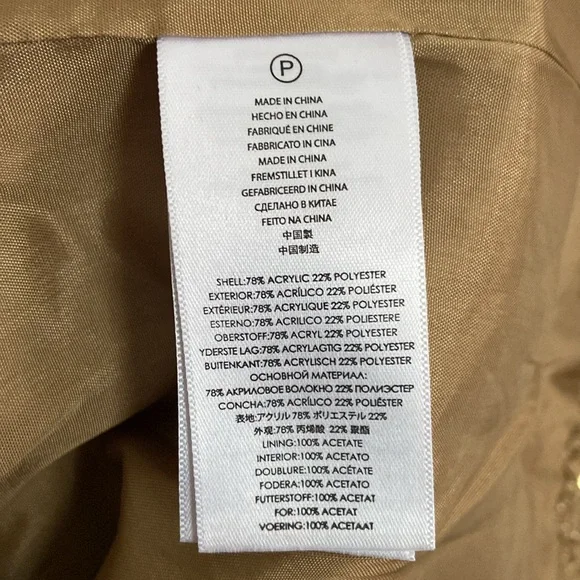 P
MADE IN CHINA
HECHO EN CHINA
FABRIQUÉ EN CHINE
FABBRICATO IN CINA
MADE IN CHINA
FREMSTILLET I KINA
GEFABRICEERD IN CHINA
СДЕЛАНО В КИТАЕ
FEITO NA CHINA
中国製
中国制造
SHELL:78% ACRYLIC 22% POLYESTER
EXTERIOR:78% ACRÍLICO 22% POLIÉSTER
EXTÉRIEUR:78% ACRYLIQUE 22% POLYESTER
ESTERNO:78% ACRILICO 22% POLIESTERE
OBERSTOFF:78% ACRYL 22% POLYESTER
YDERSTE LAG:78% ACRYLAGTIG 22% POLYESTER
BUITENKANT:78% ACRYLISCH 22% POLYESTER
ОСНОВНОЙ МАТЕРИАЛ:
78% АКРИЛОВОЕ ВОЛОКНО 22% ПОЛИЭСТЕР
CONCHA:78% ACRÍLICO 22% POLIÉSTER
表地:アクリル 78% ポリエステル 22%
外观:78% 丙烯酸 22% 聚酯
LINING:100% ACETATE
INTERIOR:100% ACETATO
DOUBLURE:100% ACÉTATE
FODERA:100% ACETATO
FUTTERSTOFF:100% ACETAT
FOR:100% ACETAT
VOERING:100% ACETAAT